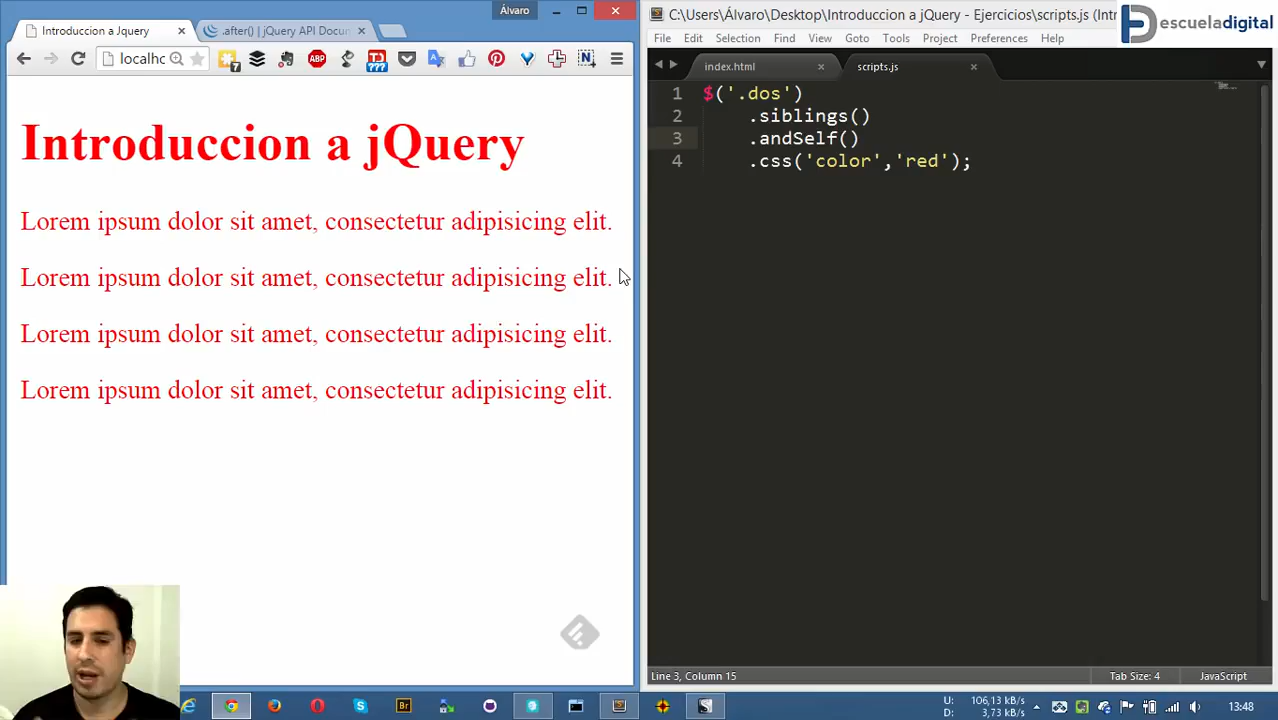 Álvaro
Introduccion a Jquery
.after() | jQuery API Docum
localhc
7
ABP
???
N
Introduccion a jQuery
Lorem ipsum dolor sit amet, consectetur adipisicing elit.
Lorem ipsum dolor sit amet, consectetur adipisicing elit.
Lorem ipsum dolor sit amet, consectetur adipisicing elit.
Lorem ipsum dolor sit amet, consectetur adipisicing elit.
C:\Users\Álvaro\Desktop\Introduccion a jQuery - Ejercicios\scripts.js (Intr
escueladigital
File Edit Selection Find View Goto Tools Project Preferences Help
index.html
scripts.js
1 $('.dos')
2 .siblings()
3 .andSelf()
4 .css('color','red');
Line 3, Column 15
Tab Size: 4
JavaScript
Br
U: 106,13 kB/s
D: 3,73 kB/s
13:48